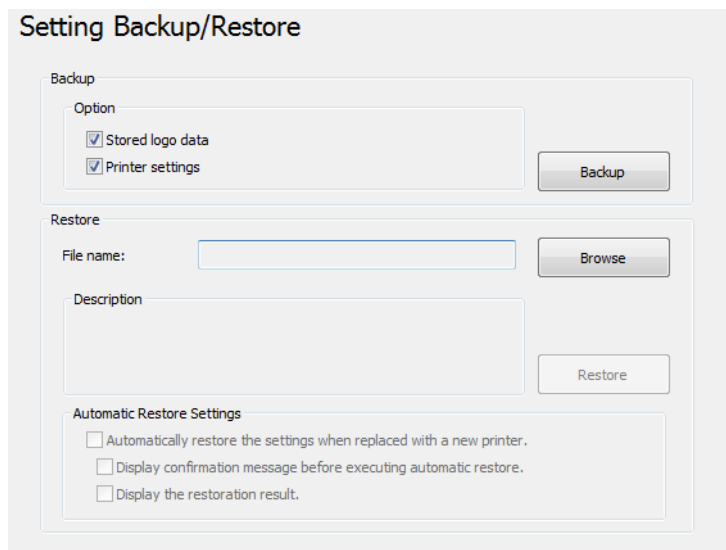 Setting Backup/Restore
Backup
Option
Stored logo data
Printer settings
Backup
Restore
File name:
Browse
Description
Restore
Automatic Restore Settings
Automatically restore the settings when replaced with a new printer.
Display confirmation message before executing automatic restore.
Display the restoration result.